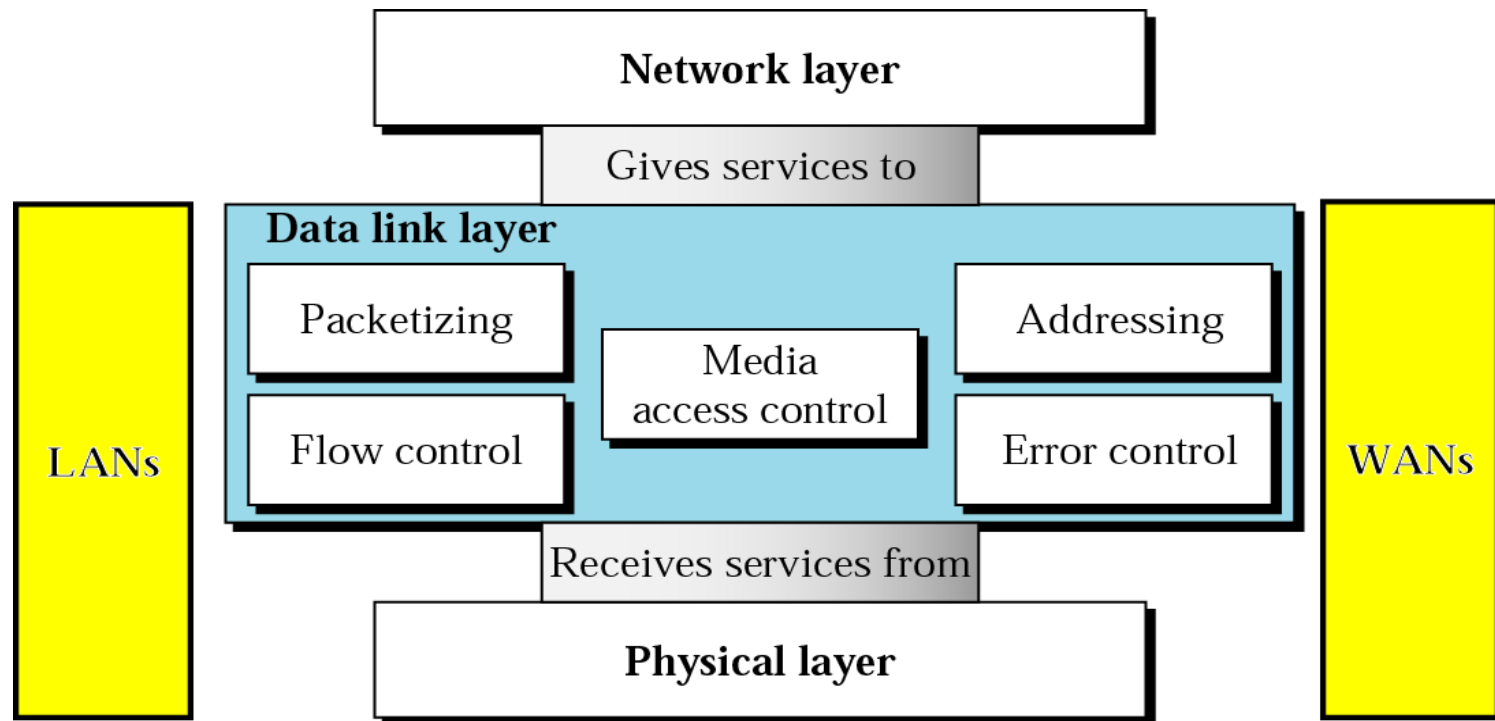 Network layer
Gives services to
Data link layer
Packetizing
Addressing
Media
access control
Flow control
Error control
LANs
WANs
Receives services from
Physical layer